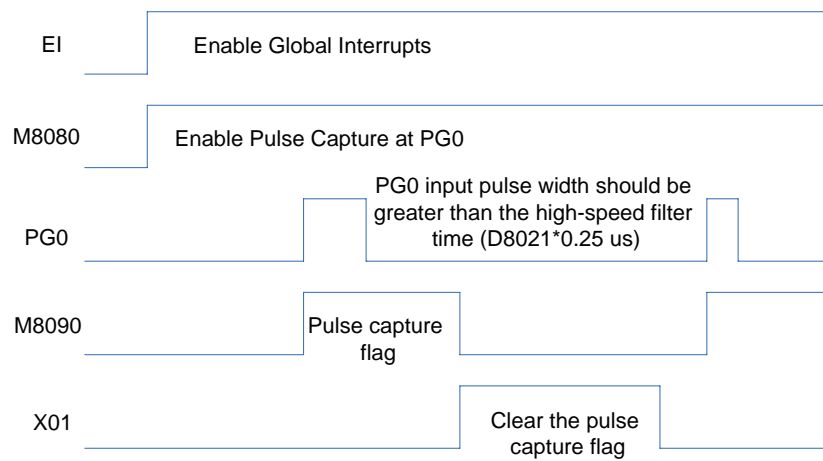 EI
Enable Global Interrupts
M8080
Enable Pulse Capture at PG0
PG0 input pulse width should be
greater than the high-speed filter
time (D8021*0.25 us)
PG0
M8090
Pulse capture
flag
X01
Clear the pulse
capture flag